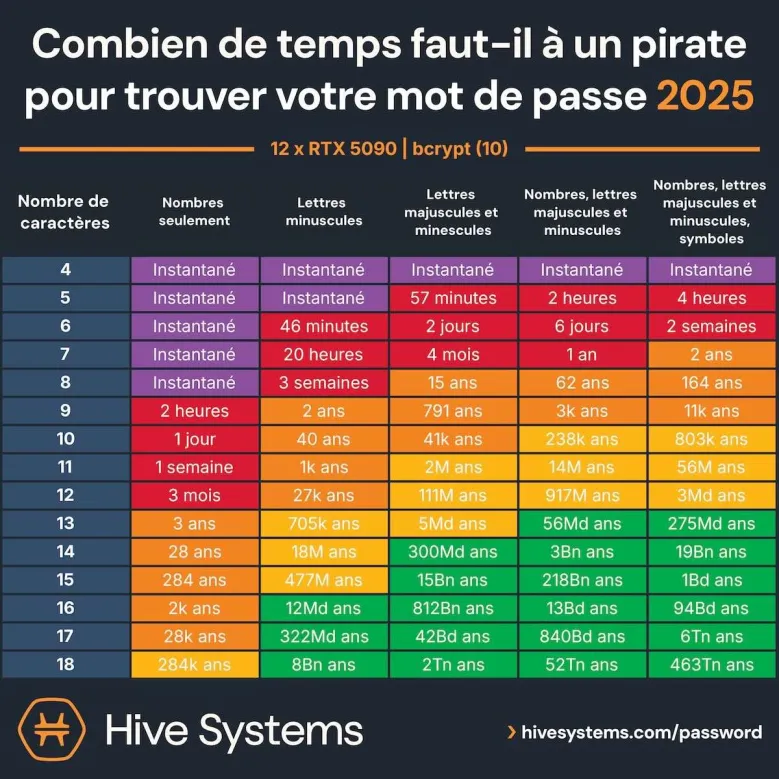 Combien de temps faut-il à un pirate
pour trouver votre mot de passe 2025
12 x RTX 5090 | bcrypt (10)
Nombre de caractères Nombres seulement Lettres minuscules Lettres majuscules et minescules Nombres, lettres majuscules et minuscules Nombres, lettres majuscules et minuscules, symboles
4 Instantané Instantané Instantané Instantané Instantané
5 Instantané Instantané 57 minutes 2 heures 4 heures
6 Instantané 46 minutes 2 jours 6 jours 2 semaines
7 Instantané 20 heures 4 mois 1 an 2 ans
8 Instantané 3 semaines 15 ans 62 ans 164 ans
9 2 heures 2 ans 791 ans 3k ans 11k ans
10 1 jour 40 ans 41k ans 238k ans 803k ans
11 1 semaine 1k ans 2M ans 14M ans 56M ans
12 3 mois 27k ans 111M ans 917M ans 3Md ans
13 3 ans 705k ans 5Md ans 56Md ans 275Md ans
14 28 ans 18M ans 300Md ans 3Bn ans 19Bn ans
15 284 ans 477M ans 15Bn ans 218Bn ans 1Bd ans
16 2k ans 12Md ans 812Bn ans 13Bd ans 94Bd ans
17 28k ans 322Md ans 42Bd ans 840Bd ans 6Tn ans
18 284k ans 8Bn ans 2Tn ans 52Tn ans 463Tn ans
Hive Systems
hivesystems.com/password